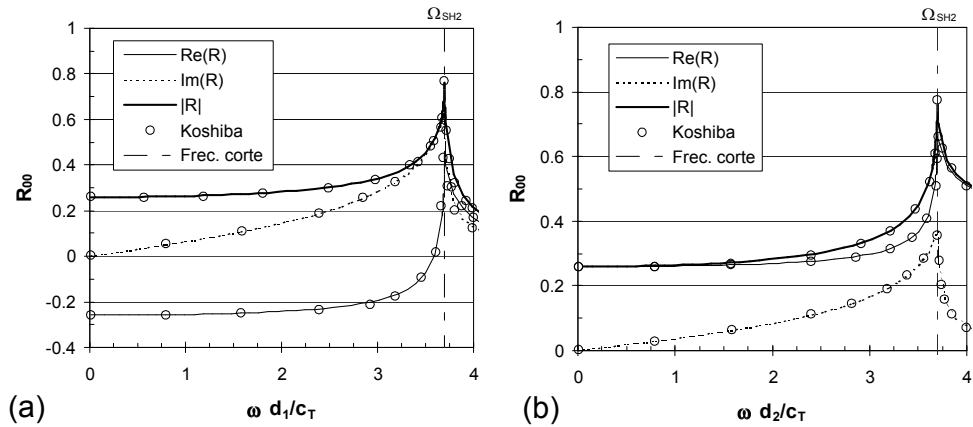 Ω SH2
1
0.8
0.6
0.4
0.2
0
-0.2
-0.4
R00
Re(R)
Im(R)
|R|
Koshiba
Frec. corte
0 1 2 3 4
ω d1/cT
(a)
Ω SH2
1
0.8
0.6
0.4
0.2
0
R00
Re(R)
Im(R)
|R|
Koshiba
Frec. corte
0 1 2 3 4
ω d2/cT
(b)